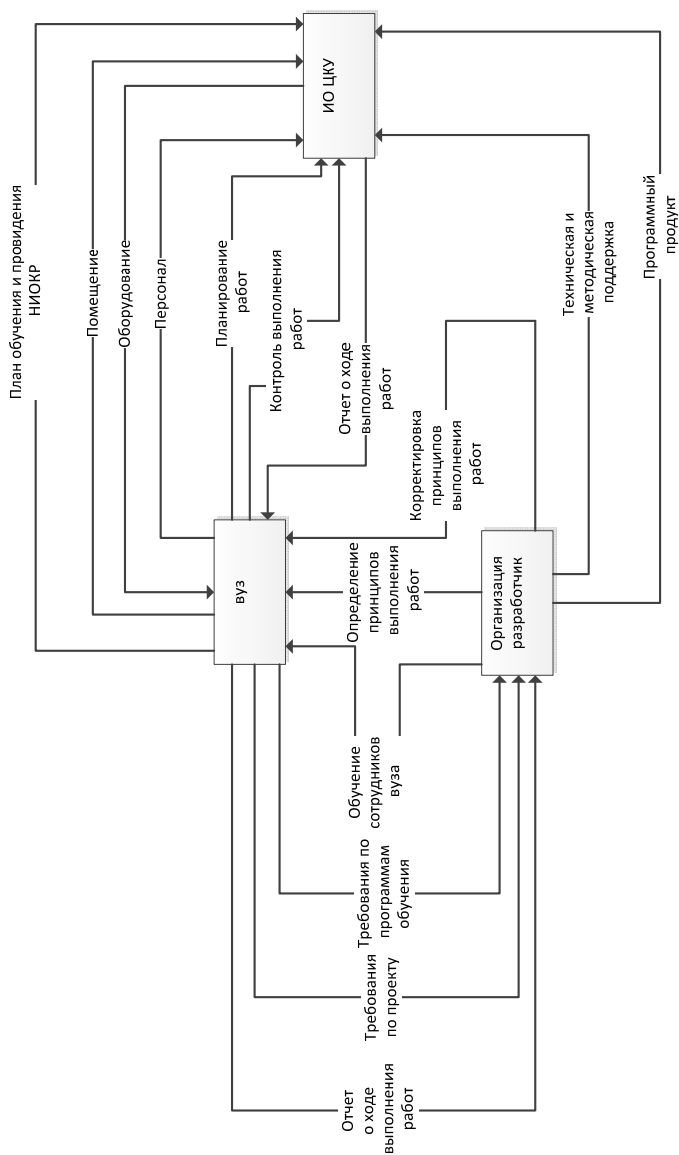 План обучения и провидения
НИОКР
Помещение
Оборудование
Персонал
Планирование
работ
Контроль выполнения
работ
Отчет о ходе
выполнения
работ
Корректировка
принципов
выполнения
работ
Техническая и
методическая
поддержка
Программный
продукт
ИО ЦКУ
вуз
Определение
принципов
выполнения
работ
Организация
разработчик
Обучение
сотрудников
вуза
Требования по
программам
обучения
Требования
по проекту
Отчет
о ходе
выполнения
работ